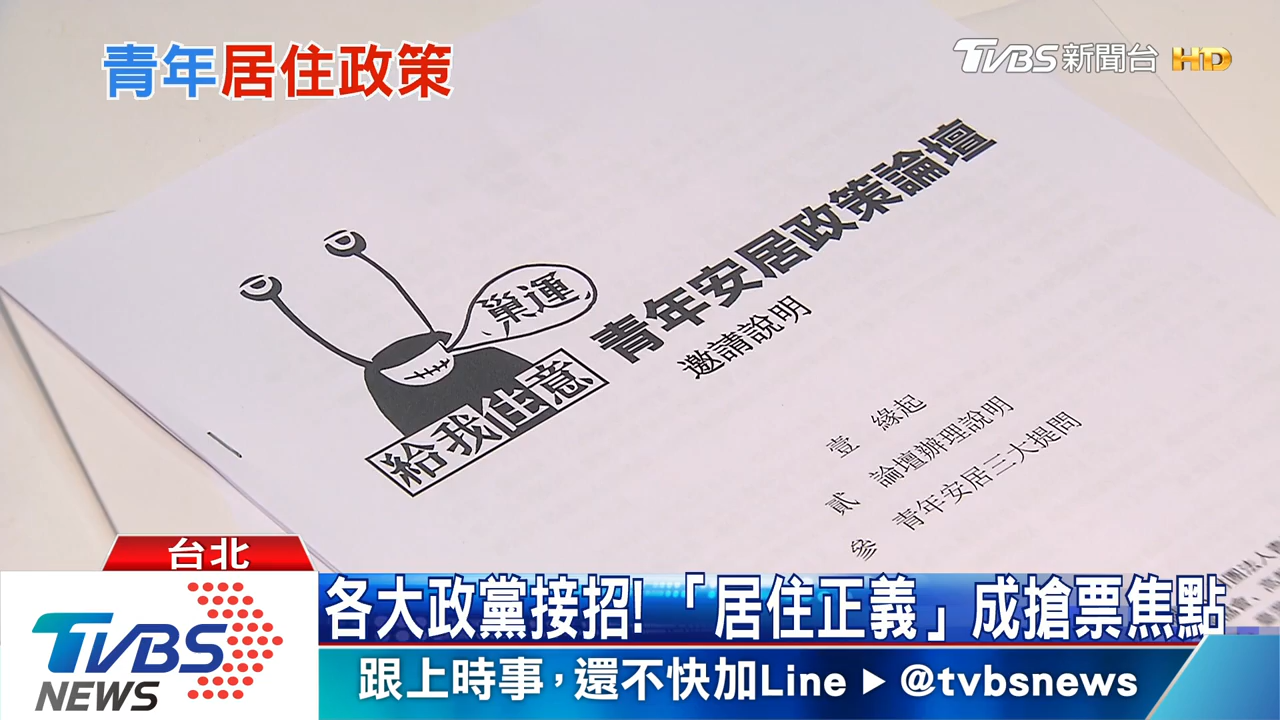 青年居住政策
TVBS新聞台 HD
青年安居政策論壇
邀請說明
巢運
給我住意
壹 緣起
貳 論壇辦理說明
參 青年安居三大提問
台北
各大政黨接招!「居住正義」成搶票焦點
TVBS
NEWS
跟上時事,還不快加Line ▶ @tvbsnews